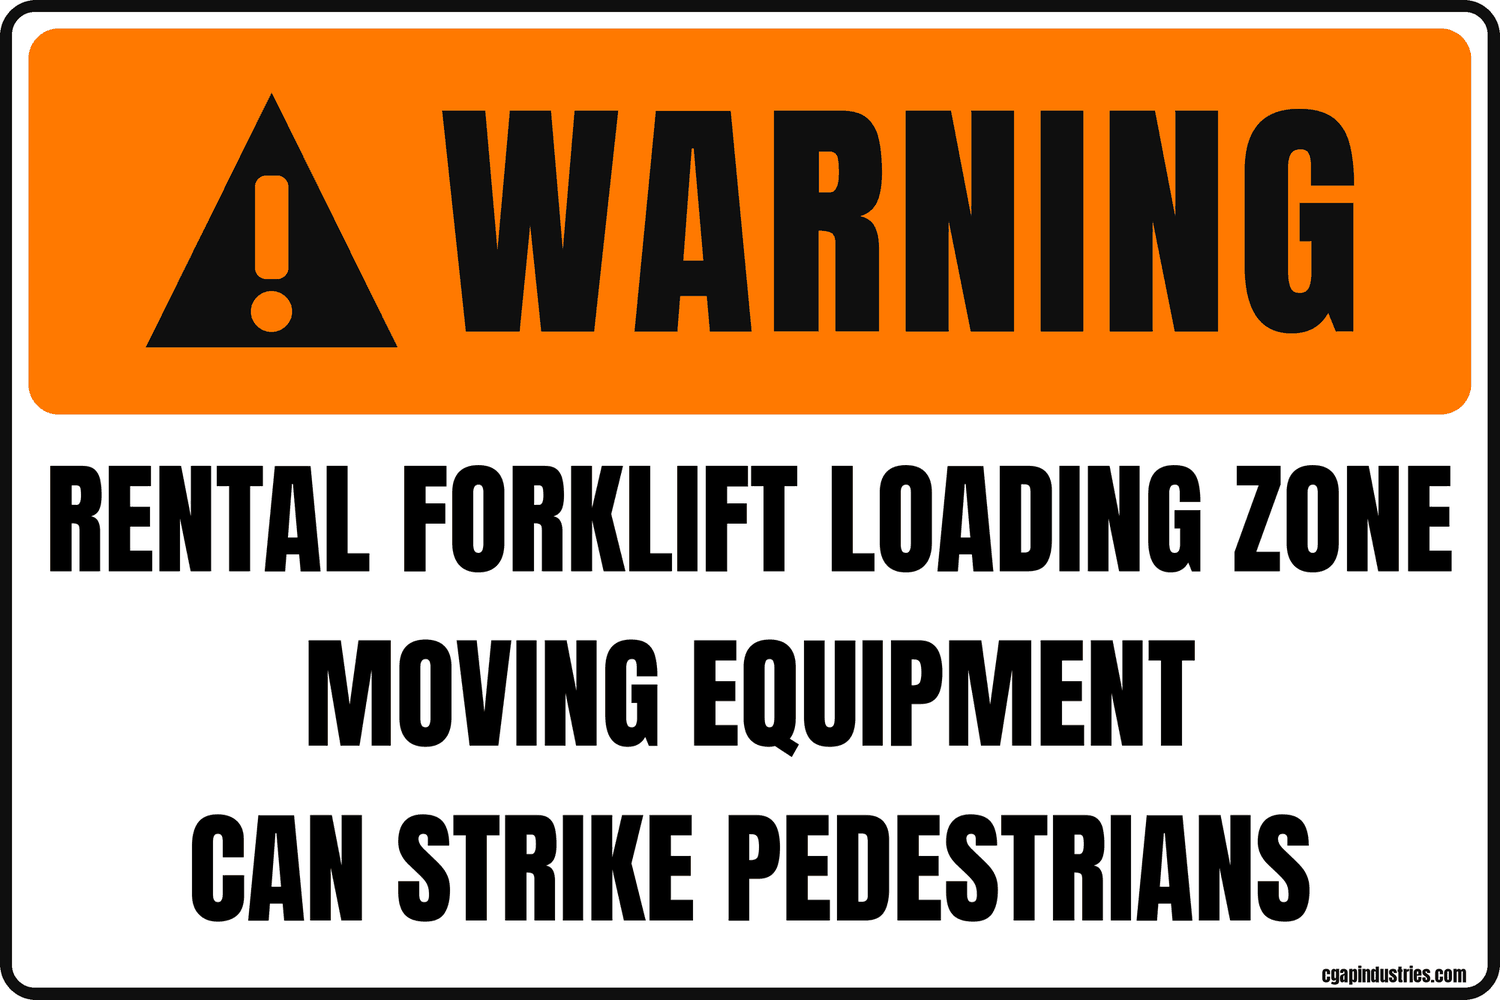 WARNING
RENTAL FORKLIFT LOADING ZONE
MOVING EQUIPMENT
CAN STRIKE PEDESTRIANS
cgapindustries.com